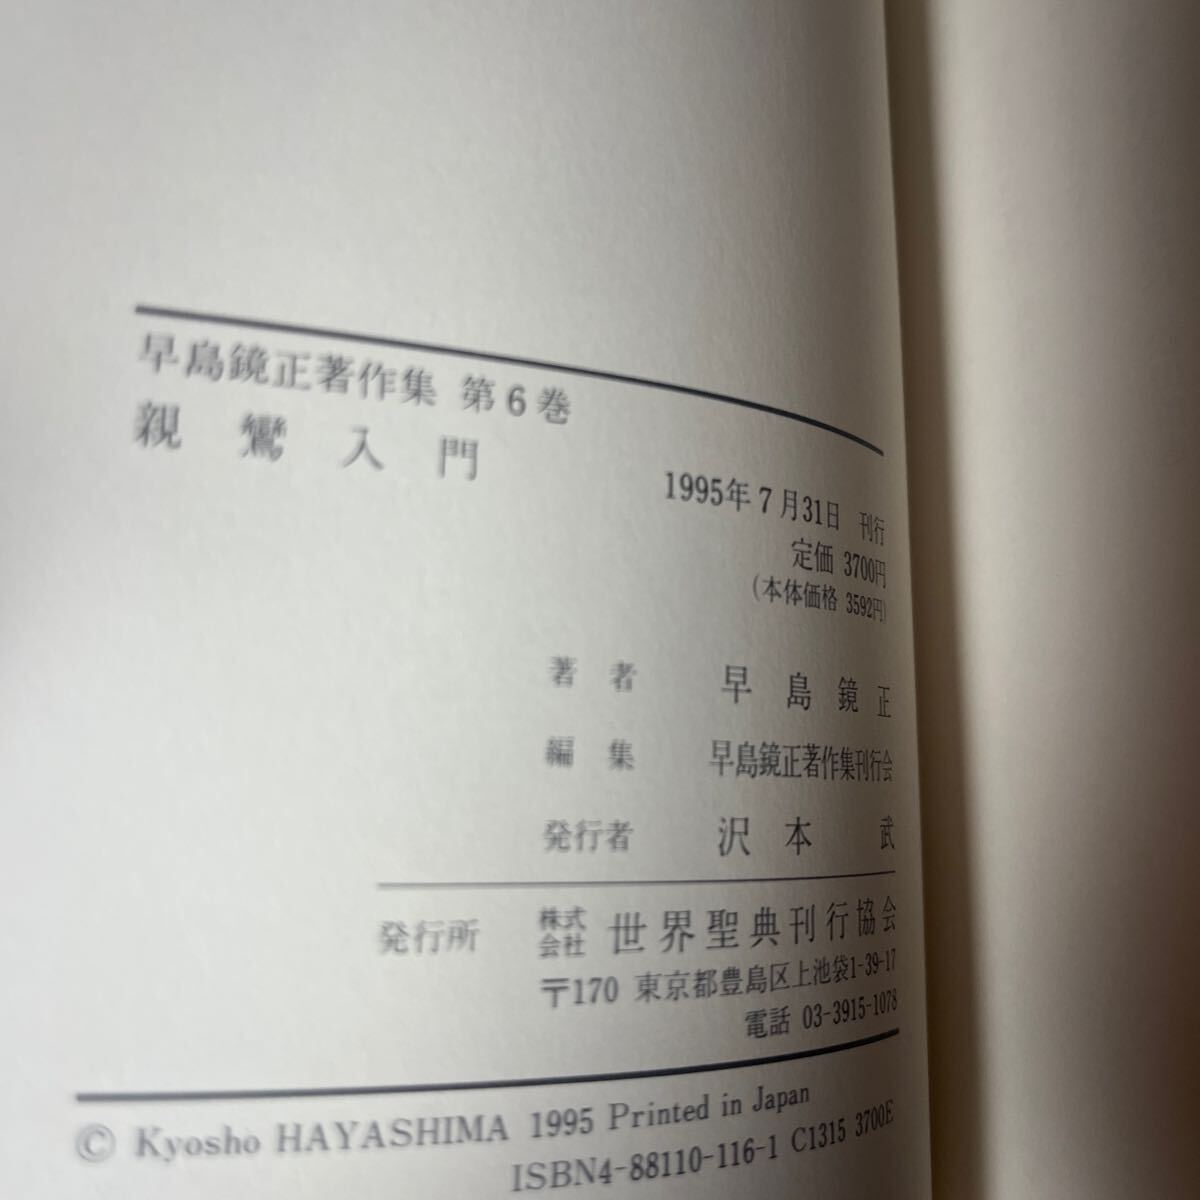 早島鏡正著作集 第6巻
親鸞入門
1995年7月31日 刊行
定価 3700円
(本体価格 3592円)
著者 早島鏡正
編集 早島鏡正著作集刊行会
発行者 沢本 武
発行所 株式会社 世界聖典刊行協会
〒170 東京都豊島区上池袋1-39-17
電話 03-3915-1078
© Kyosho HAYASHIMA 1995 Printed in Japan
ISBN4-88110-116-1 C1315 3700E